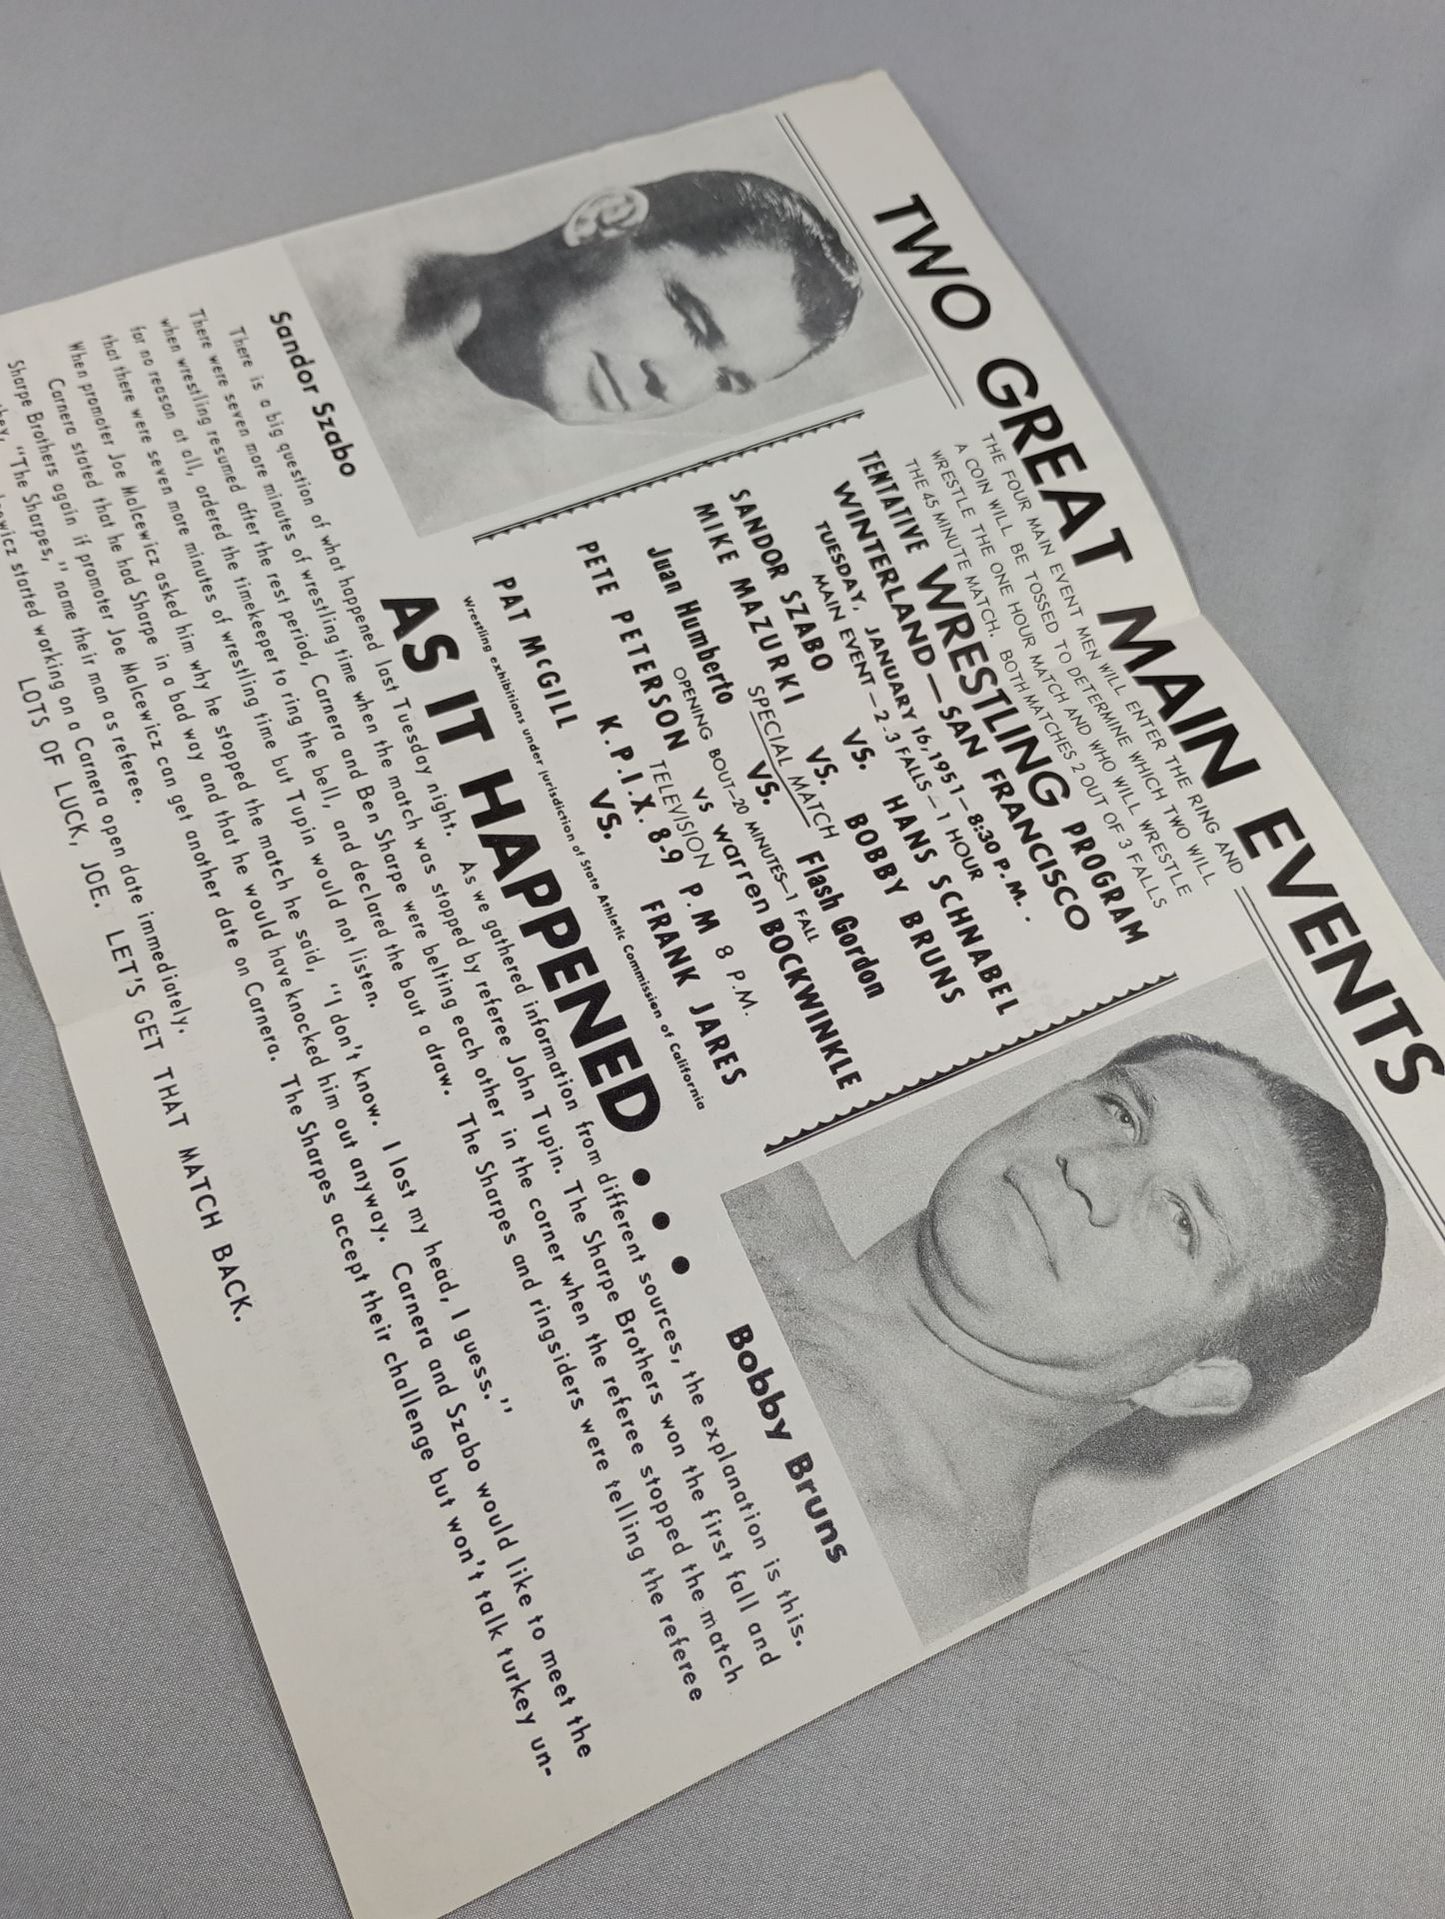 TWO GREAT MAIN EVENTS
THE FOUR MAIN EVENT MEN WILL ENTER THE RING AND
A COIN WILL BE TOSSED TO DETERMINE WHICH TWO WILL
WRESTLE THE ONE HOUR MATCH AND WHO WILL WRESTLE
THE 45 MINUTE MATCH. BOTH MATCHES 2 OUT OF 3 FALLS
TENTATIVE WRESTLING PROGRAM
WINTERLAND—SAN FRANCISCO
TUESDAY, JANUARY 16,1951—8:30 P.M..
MAIN EVENT—2-3 FALLS—1 HOUR
SANDOR SZABO VS. HANS SCHNABEL
MIKE MAZURKI VS. BOBBY BRUNS
SPECIAL MATCH
Juan Humberto VS. Flash Gordon
OPENING BOUT—20 MINUTES—1 FALL
PETE PETERSON VS Warren BOCKWINKLE
TELEVISION 8 P.M.
K.P.I.X. 8-9 P.M
PAT McGILL VS. FRANK JARES
Wrestling exhibitions under jurisdiction of State Athletic Commission of California
Sandor Szabo
Bobby Bruns
AS IT HAPPENED...
There is a big question of what happened last Tuesday night. As we gathered information from different sources, the explanation is this.
There were seven more minutes of wrestling time when the match was stopped by referee John Tupin. The Sharpe Brothers won the first fall and
when wrestling resumed after the rest period, Carnera and Ben Sharpe were belting each other in the corner when the referee stopped the match
for no reason at all, ordered the timekeeper to ring the bell, and declared the bout a draw. The Sharpes and ringsiders were telling the referee
that there were seven more minutes of wrestling time but Tupin would not listen.
When promoter Joe Malcewicz asked him why he stopped the match he said, "I don't know. I lost my head, I guess."
Carnera stated that he had Sharpe in a bad way and that he would have knocked him out anyway. Carnera and Szabo would like to meet the
Sharpe Brothers again if promoter Joe Malcewicz can get another date on Carnera. The Sharpes accept their challenge but won't talk turkey un-
they, "The Sharpes," name their man as referee.
started working on a Carnera open date immediately.
LOTS OF LUCK, JOE. LET'S GET THAT MATCH BACK.